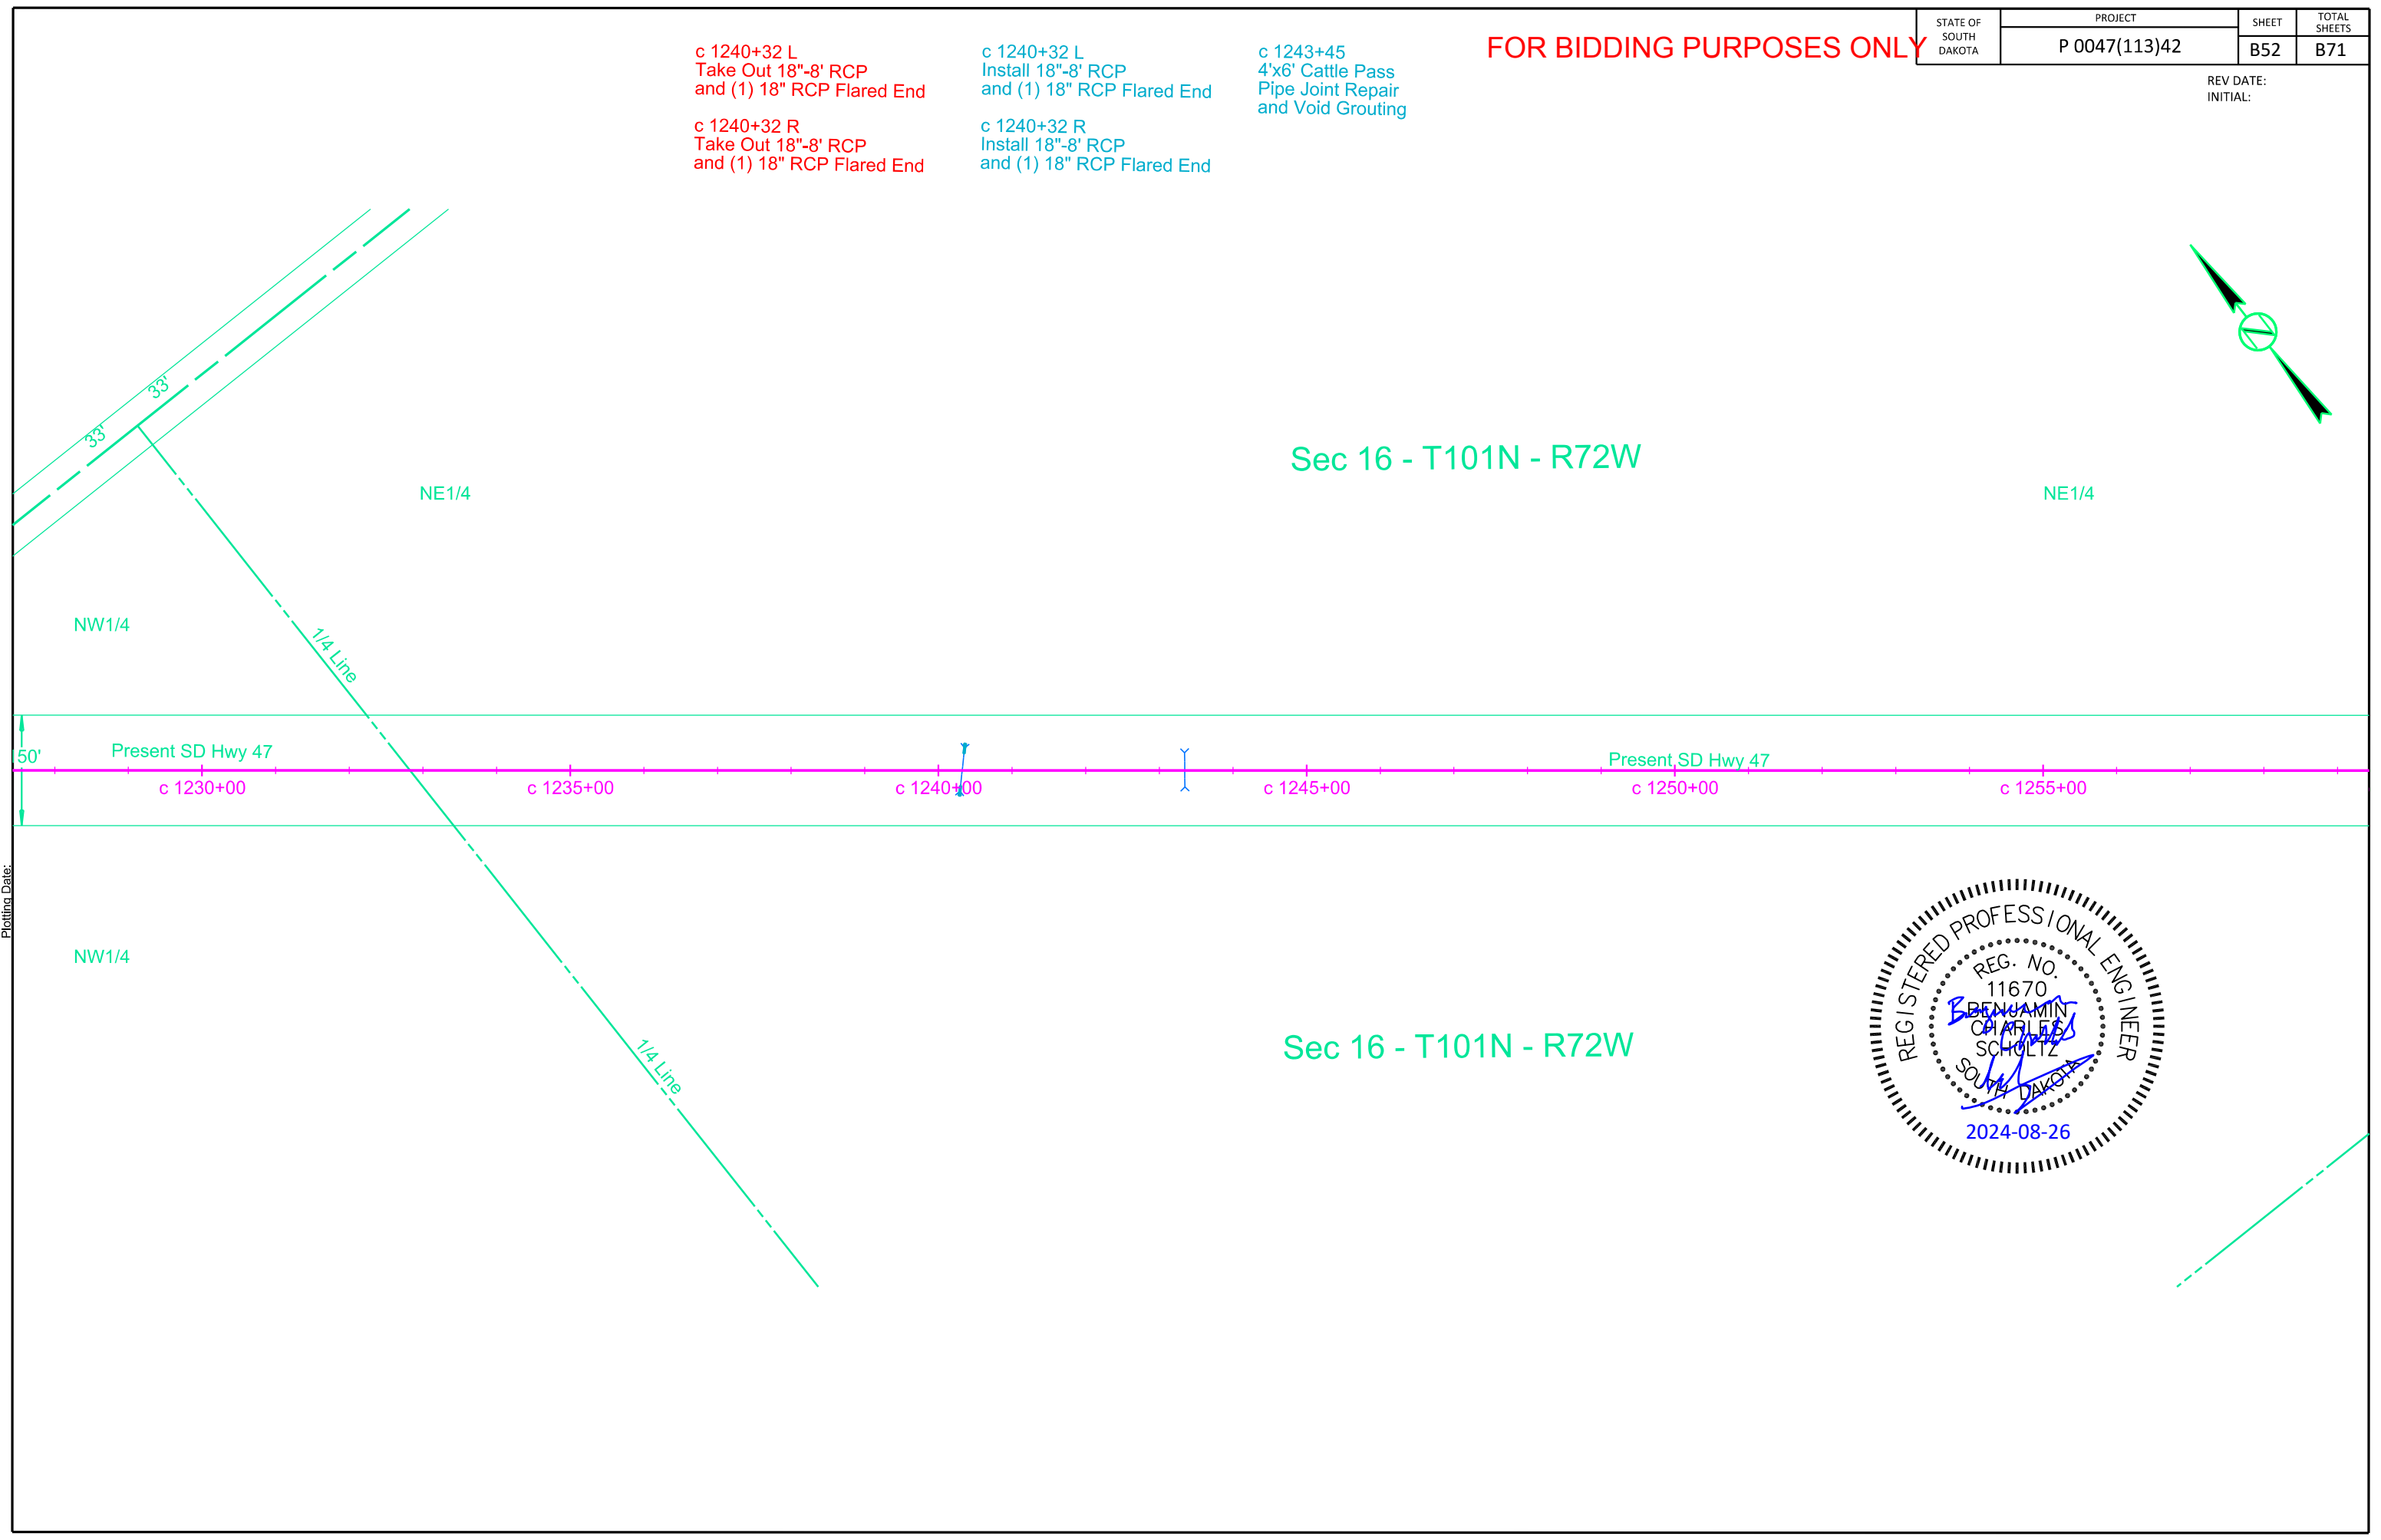 STATE OF
SOUTH
DAKOTA
PROJECT
P 0047(113)42
SHEET
B52
TOTAL
SHEETS
B71
REV DATE:
INITIAL:
FOR BIDDING PURPOSES ONLY
c 1240+32 L
Take Out 18"-8' RCP
and (1) 18" RCP Flared End
c 1240+32 R
Take Out 18"-8' RCP
and (1) 18" RCP Flared End
c 1240+32 L
Install 18"-8' RCP
and (1) 18" RCP Flared End
c 1240+32 R
Install 18"-8' RCP
and (1) 18" RCP Flared End
c 1243+45
4'x6' Cattle Pass
Pipe Joint Repair
and Void Grouting
33'
33'
N
Sec 16 - T101N - R72W
NE1/4
NE1/4
NW1/4
1/4 Line
50'
Present SD Hwy 47
Present SD Hwy 47
c 1230+00
c 1235+00
c 1240+00
c 1245+00
c 1250+00
c 1255+00
Plotting Date:
NW1/4
1/4 Line
Sec 16 - T101N - R72W
REGISTERED PROFESSIONAL ENGINEER
REG. NO.
11670
BENJAMIN
CHARLES
SCHOLTZ
SOUTH DAKOTA
2024-08-26